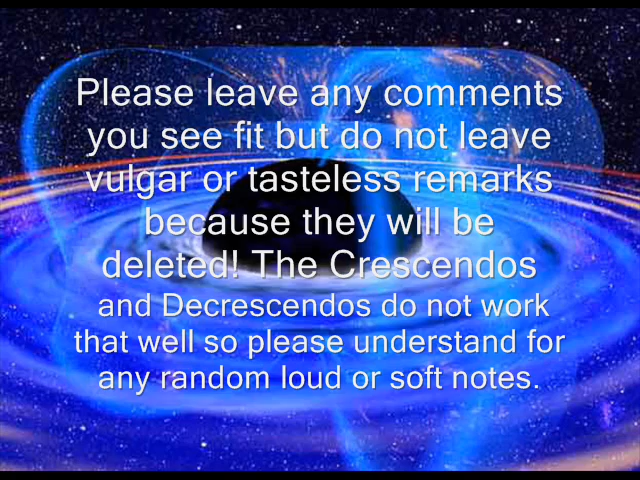 Please leave any comments
you see fit but do not leave
vulgar or tasteless remarks
because they will be
deleted! The Crescendos
and Decrescendos do not work
that well so please understand for
any random loud or soft notes.